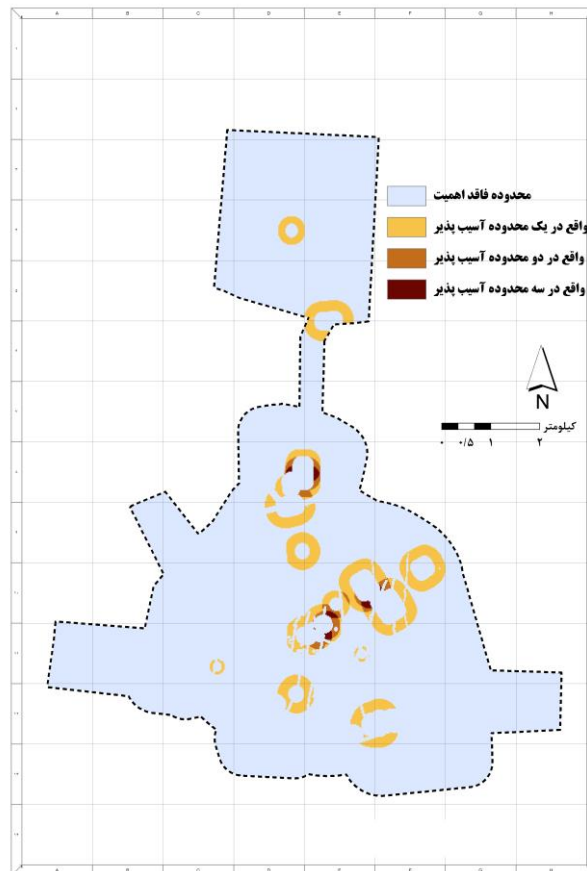 A B C D E F G H
محدوده فاقد اهمیت
واقع در یک محدوده آسیب پذیر
واقع در دو محدوده آسیب پذیر
واقع در سه محدوده آسیب پذیر
N
کیلومتر
۰ ۰/۵ ۱ ۲
A B C D E F G H